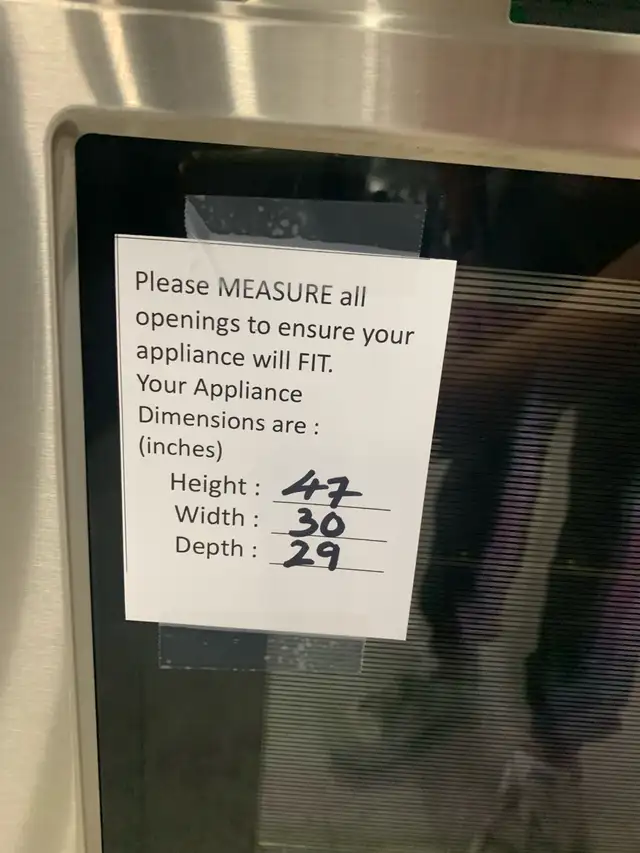 Please MEASURE all
openings to ensure your
appliance will FIT.
Your Appliance
Dimensions are :
(inches)
Height : 47
Width : 30
Depth : 29